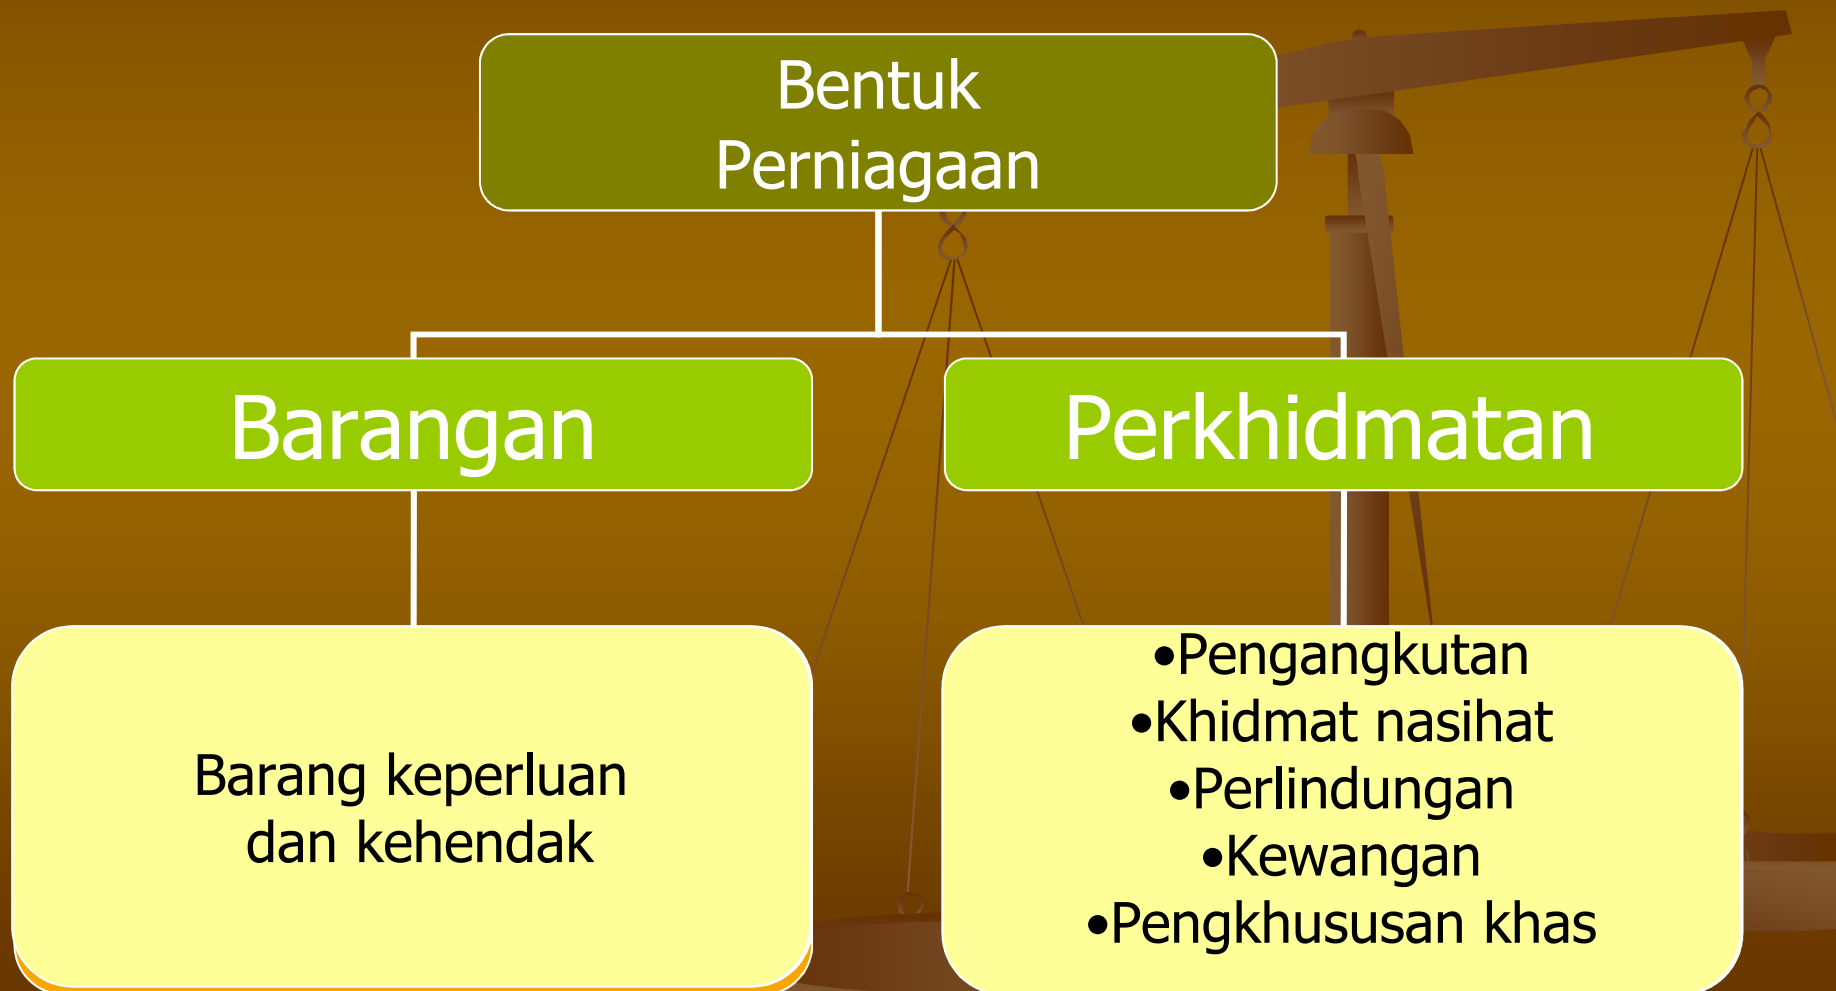 Bentuk
Perniagaan
Barangan
Perkhidmatan
Barang keperluan
dan kehendak
•Pengangkutan
•Khidmat nasihat
•Perlindungan
•Kewangan
•Pengkhususan khas